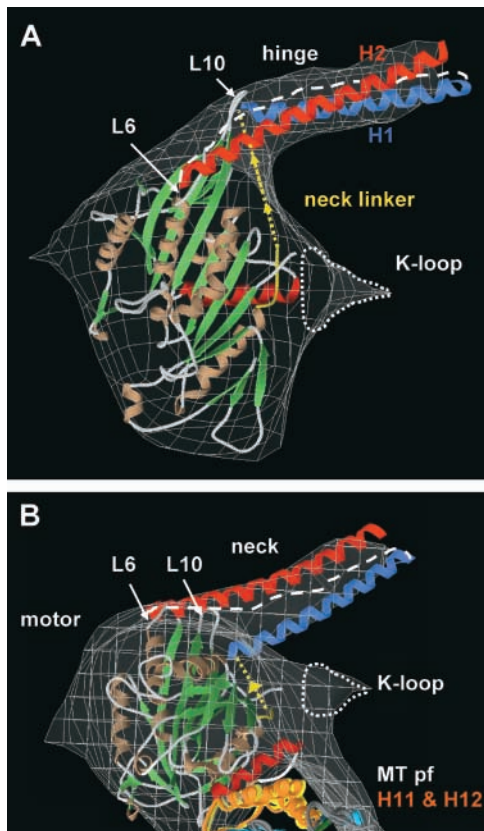 A
hinge
H2
L10
H1
L6
neck linker
K-loop
B
neck
L6 L10
motor
K-loop
MT pf
H11 & H12